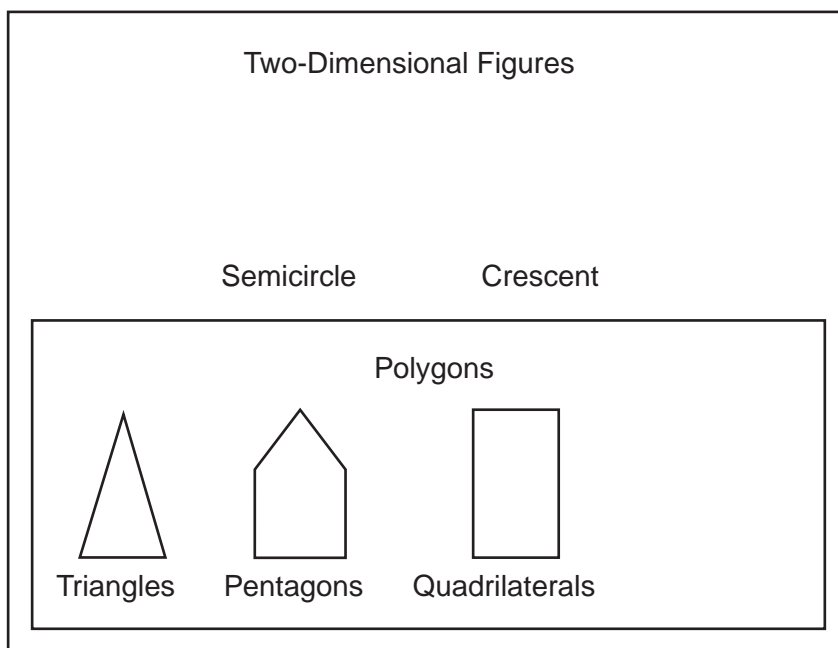 Two-Dimensional Figures
Semicircle Crescent
Polygons
Triangles Pentagons Quadrilaterals